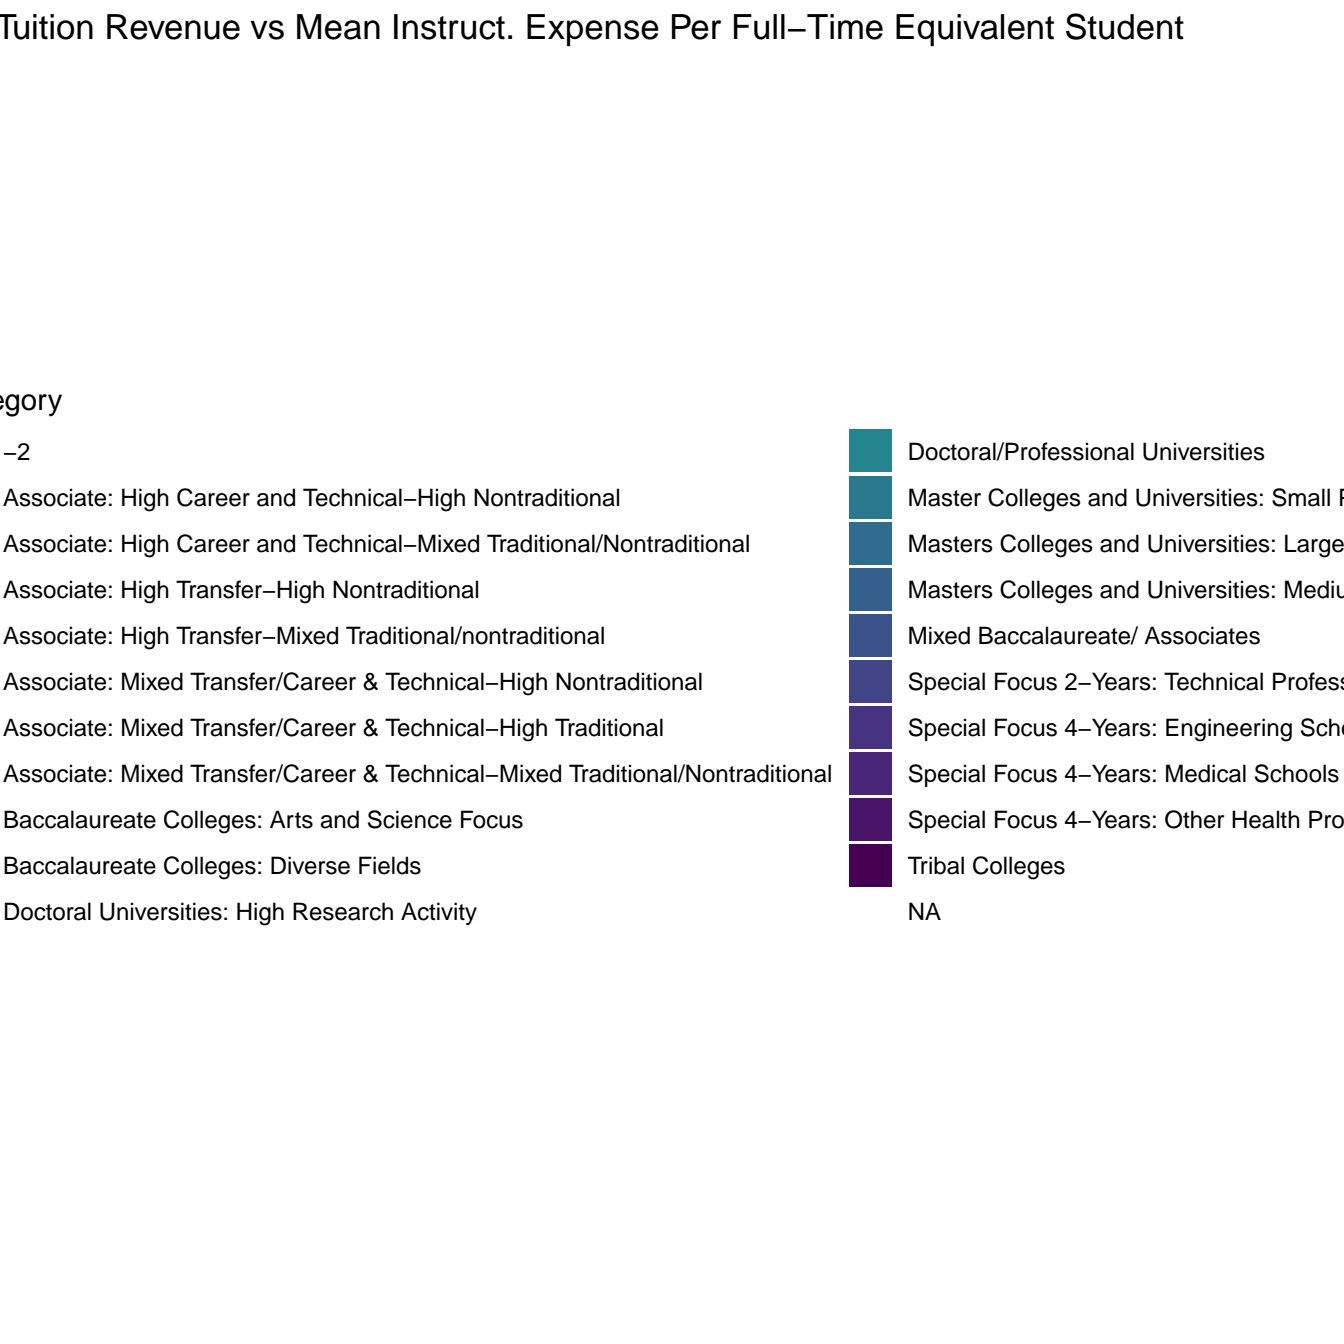 Tuition Revenue vs Mean Instruct. Expense Per Full−Time Equivalent Student
egory
−2
Associate: High Career and Technical−High Nontraditional
Associate: High Career and Technical−Mixed Traditional/Nontraditional
Associate: High Transfer−High Nontraditional
Associate: High Transfer−Mixed Traditional/nontraditional
Associate: Mixed Transfer/Career & Technical−High Nontraditional
Associate: Mixed Transfer/Career & Technical−High Traditional
Associate: Mixed Transfer/Career & Technical−Mixed Traditional/Nontraditional
Baccalaureate Colleges: Arts and Science Focus
Baccalaureate Colleges: Diverse Fields
Doctoral Universities: High Research Activity
Doctoral/Professional Universities
Master Colleges and Universities: Small
Masters Colleges and Universities: Large
Masters Colleges and Universities: Mediu
Mixed Baccalaureate/ Associates
Special Focus 2−Years: Technical Profess
Special Focus 4−Years: Engineering Scho
Special Focus 4−Years: Medical Schools
Special Focus 4−Years: Other Health Pro
Tribal Colleges
NA